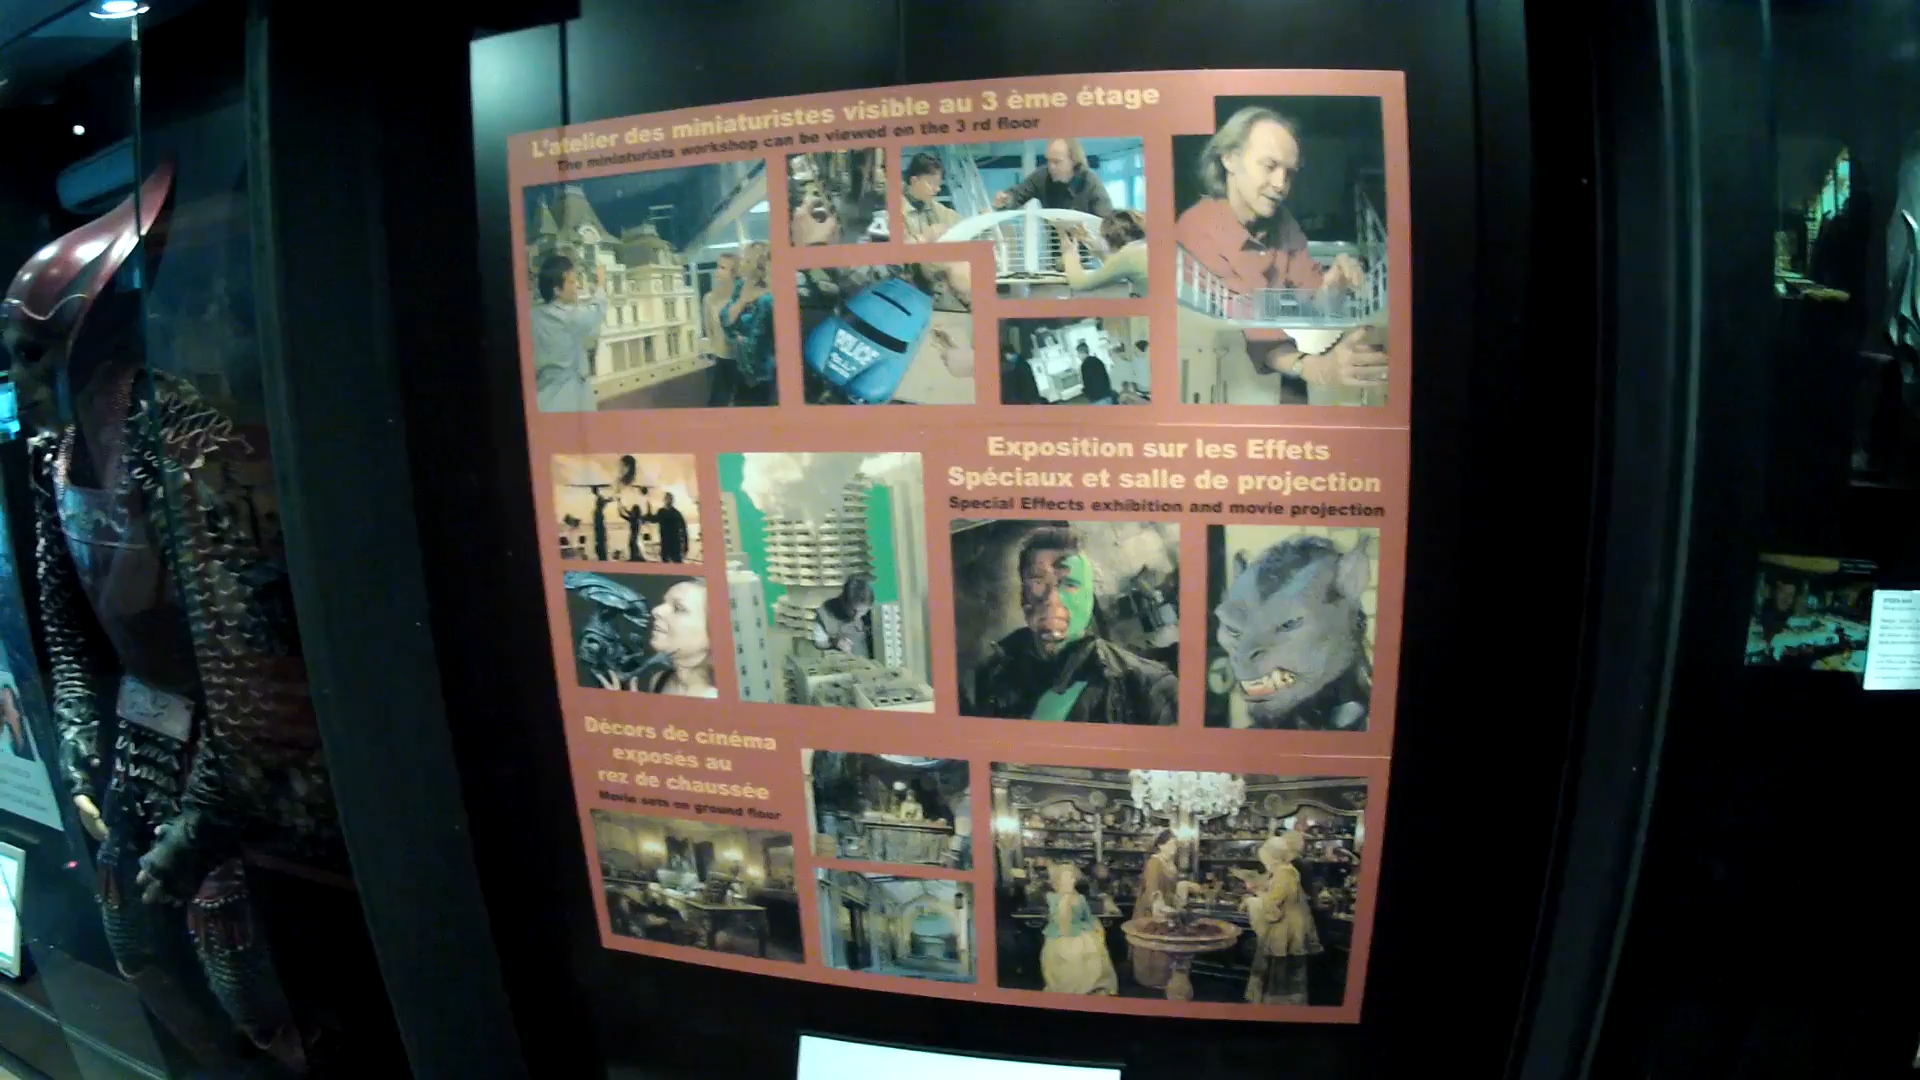 L'atelier des miniaturistes visible au 3 ème étage
The miniaturists workshop can be viewed on the 3 rd floor
POLICE
Exposition sur les Effets
Spéciaux et salle de projection
Special Effects exhibition and movie projection
Décors de cinéma
exposés au
rez de chaussée
Movie sets on ground floor